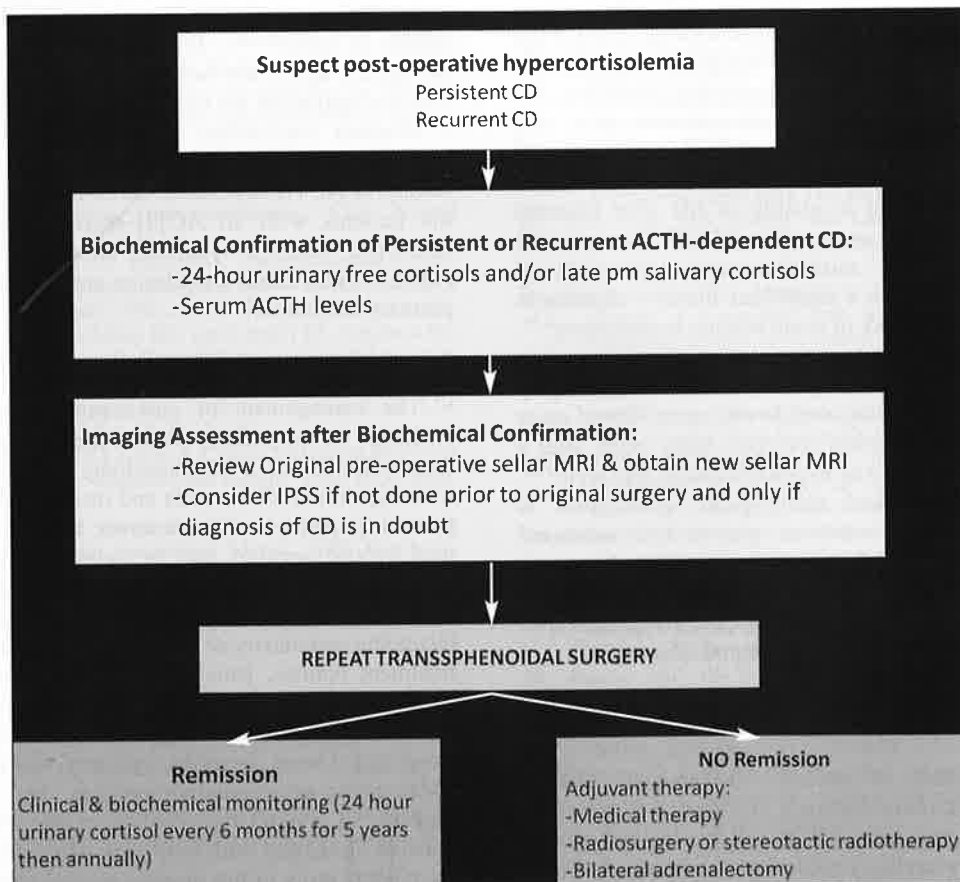 Suspect post-operative hypercortisolemia
Persistent CD
Recurrent CD
Biochemical Confirmation of Persistent or Recurrent ACTH-dependent CD:
-24-hour urinary free cortisols and/or late pm salivary cortisols
-Serum ACTH levels
Imaging Assessment after Biochemical Confirmation:
-Review Original pre-operative sellar MRI & obtain new sellar MRI
-Consider IPSS if not done prior to original surgery and only if
diagnosis of CD is in doubt
REPEAT TRANSSPHENOIDAL SURGERY
Remission
Clinical & biochemical monitoring (24 hour
urinary cortisol every 6 months for 5 years
then annually)
NO Remission
Adjuvant therapy:
-Medical therapy
-Radiosurgery or stereotactic radiotherapy
-Bilateral adrenalectomy